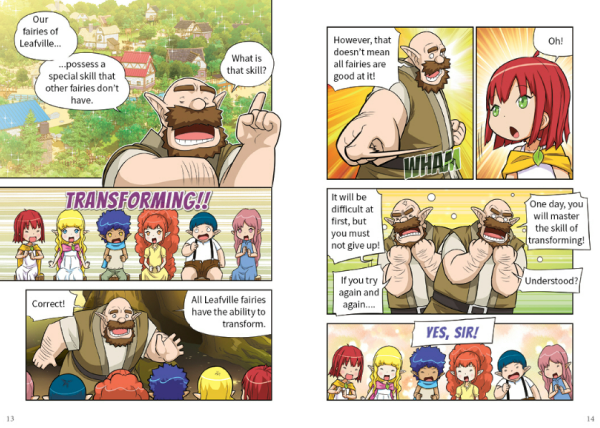 Our
fairies of
Leafville...
...possess a
special skill that
other fairies don't
have.
What is
that skill?
TRANSFORMING!!
Correct!
All Leafville fairies
have the ability to
transform.
13
However, that
doesn't mean
all fairies are
good at it!
WHAM
Oh!
It will be
difficult at
first, but
you must
not give up!
If you try
again and
again....
One day, you
will master
the skill of
transforming!
Understood?
YES, SIR!
14